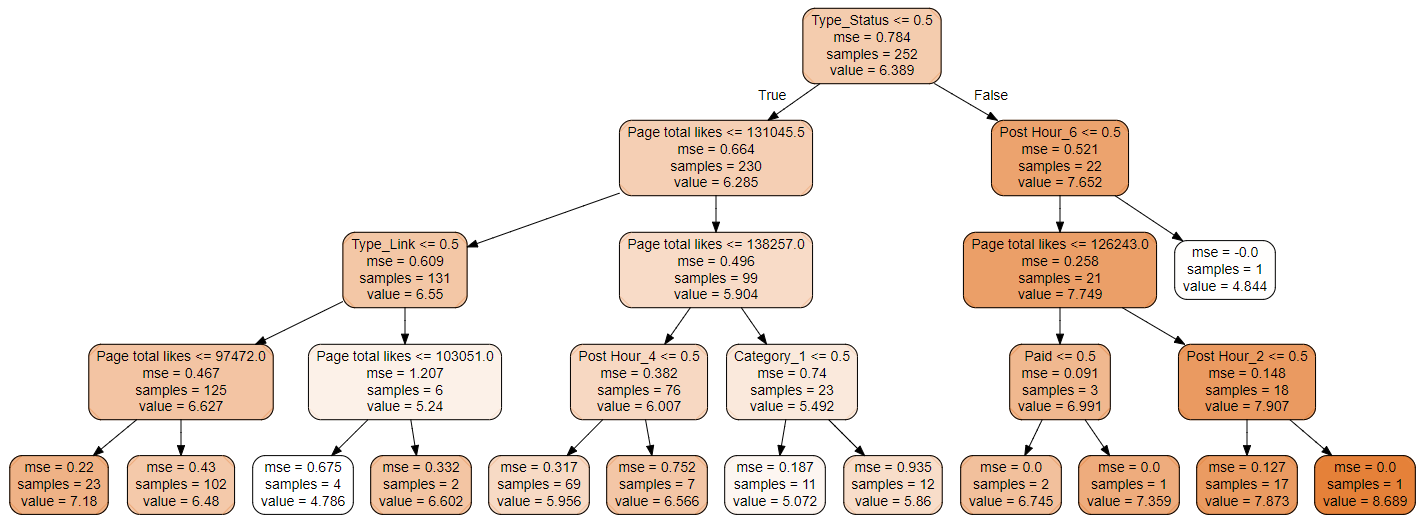 Type_Status <= 0.5
mse = 0.784
samples = 252
value = 6.389
True
False
Page total likes <= 131045.5
mse = 0.664
samples = 230
value = 6.285
Post Hour_6 <= 0.5
mse = 0.521
samples = 22
value = 7.652
Type_Link <= 0.5
mse = 0.609
samples = 131
value = 6.55
Page total likes <= 138257.0
mse = 0.496
samples = 99
value = 5.904
Page total likes <= 126243.0
mse = 0.258
samples = 21
value = 7.749
mse = -0.0
samples = 1
value = 4.844
Page total likes <= 97472.0
mse = 0.467
samples = 125
value = 6.627
Page total likes <= 103051.0
mse = 1.207
samples = 6
value = 5.24
Post Hour_4 <= 0.5
mse = 0.382
samples = 76
value = 6.007
Category_1 <= 0.5
mse = 0.74
samples = 23
value = 5.492
Paid <= 0.5
mse = 0.091
samples = 3
value = 6.991
Post Hour_2 <= 0.5
mse = 0.148
samples = 18
value = 7.907
mse = 0.22
samples = 23
value = 7.18
mse = 0.43
samples = 102
value = 6.48
mse = 0.675
samples = 4
value = 4.786
mse = 0.332
samples = 2
value = 6.602
mse = 0.317
samples = 69
value = 5.956
mse = 0.752
samples = 7
value = 6.566
mse = 0.187
samples = 11
value = 5.072
mse = 0.935
samples = 12
value = 5.86
mse = 0.0
samples = 2
value = 6.745
mse = 0.0
samples = 1
value = 7.359
mse = 0.127
samples = 17
value = 7.873
mse = 0.0
samples = 1
value = 8.689